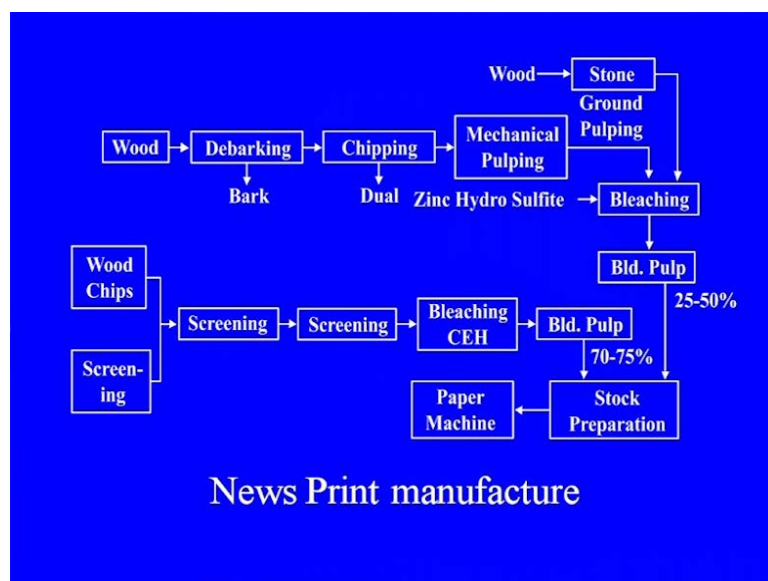 Wood
Stone
Ground
Pulping
Wood
Debarking
Chipping
Mechanical
Pulping
Bark
Dual
Zinc Hydro Sulfite
Bleaching
Bld. Pulp
25-50%
Wood
Chips
Screen-
ing
Screening
Screening
Bleaching
CEH
Bld. Pulp
70-75%
Paper
Machine
Stock
Preparation
News Print manufacture